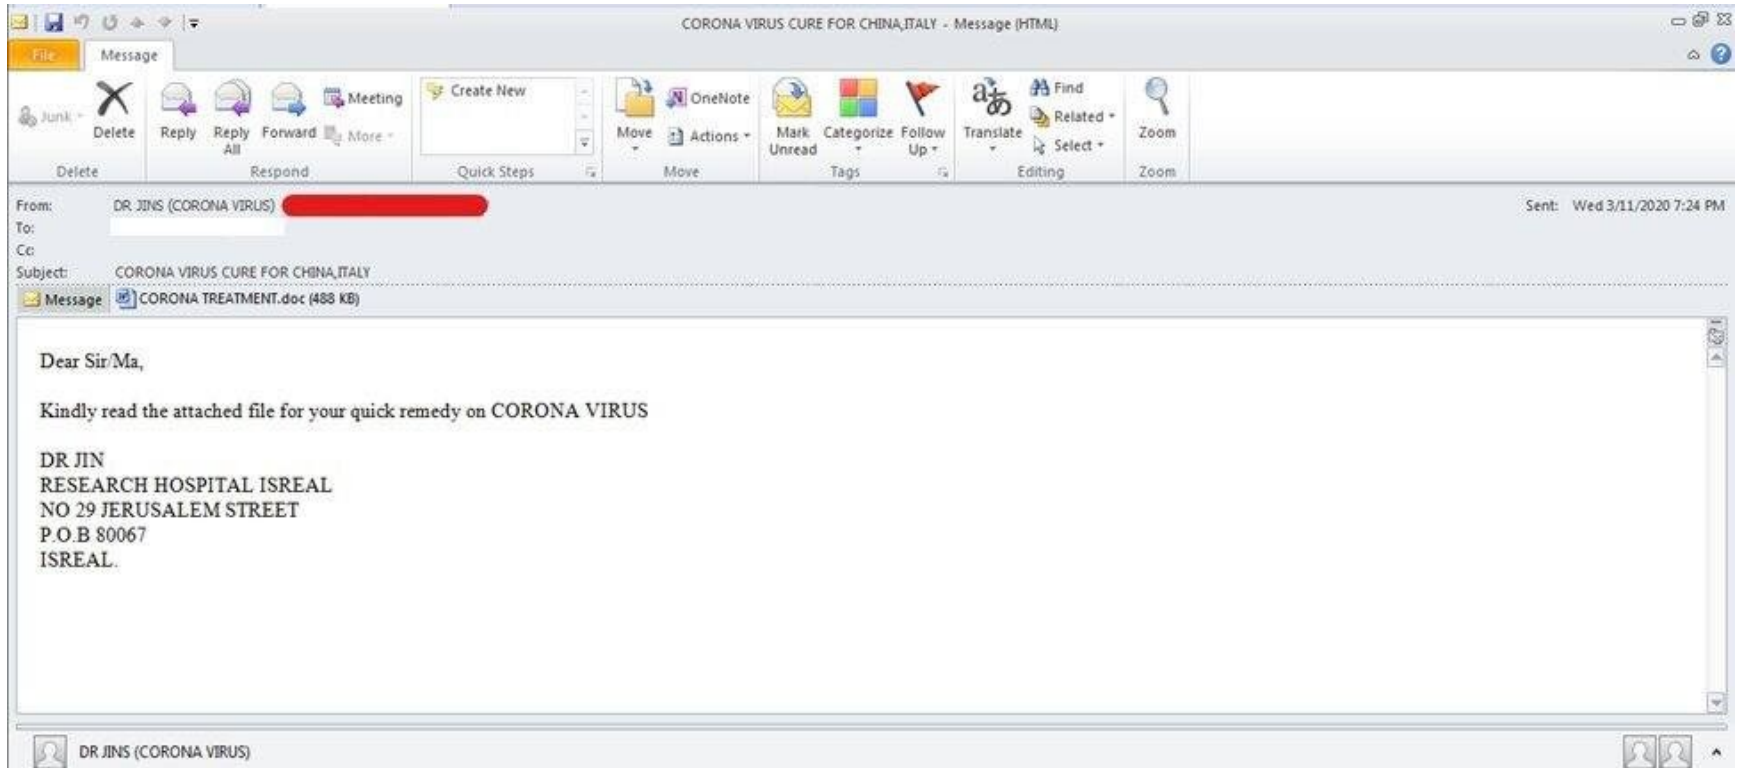 CORONA VIRUS CURE FOR CHINA,ITALY - Message (HTML)
File Message
Junk
Delete
Reply
Reply All
Forward
Meeting
More
Create New
Move
OneNote
Actions
Mark Unread
Categorize
Follow Up
Translate
Find
Related
Select
Zoom
Delete Respond Quick Steps Move Tags Editing Zoom
From: DR JINS (CORONA VIRUS) Sent: Wed 3/11/2020 7:24 PM
To:
Cc:
Subject: CORONA VIRUS CURE FOR CHINA,ITALY
Message CORONA TREATMENT.doc (488 KB)
Dear Sir/Ma,
Kindly read the attached file for your quick remedy on CORONA VIRUS
DR JIN
RESEARCH HOSPITAL ISREAL
NO 29 JERUSALEM STREET
P.O.B 80067
ISREAL.
DR JINS (CORONA VIRUS)